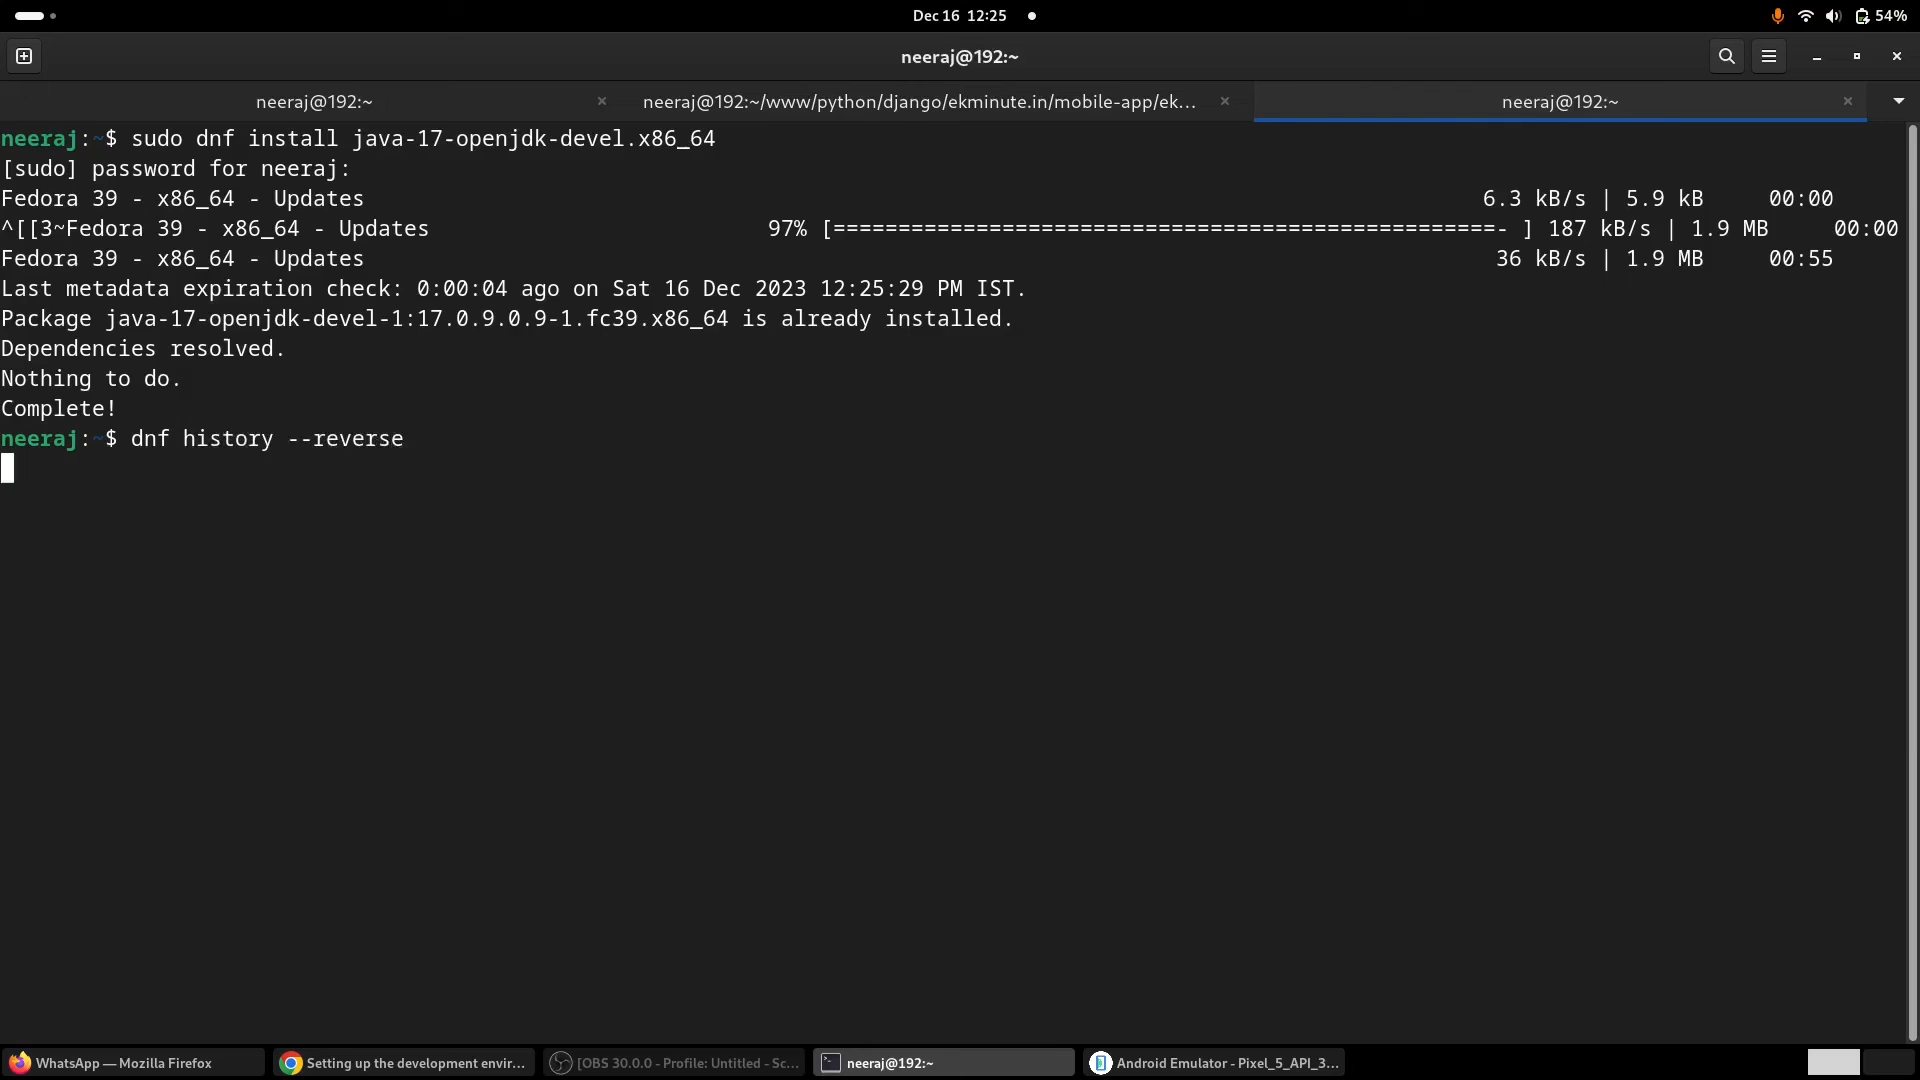 Dec 16 12:25
54%
neeraj@192:~
neeraj@192:~
neeraj@192:~/www/python/django/ekminute.in/mobile-app/ek...
neeraj@192:~
neeraj:~$ sudo dnf install java-17-openjdk-devel.x86_64
[sudo] password for neeraj:
Fedora 39 - x86_64 - Updates 6.3 kB/s | 5.9 kB 00:00
^[[3~Fedora 39 - x86_64 - Updates 97% [===================================================- ] 187 kB/s | 1.9 MB 00:00
Fedora 39 - x86_64 - Updates 36 kB/s | 1.9 MB 00:55
Last metadata expiration check: 0:00:04 ago on Sat 16 Dec 2023 12:25:29 PM IST.
Package java-17-openjdk-devel-1:17.0.9.0.9-1.fc39.x86_64 is already installed.
Dependencies resolved.
Nothing to do.
Complete!
neeraj:~$ dnf history --reverse
WhatsApp — Mozilla Firefox
Setting up the development envir...
[OBS 30.0.0 - Profile: Untitled - Sc...
neeraj@192:~
Android Emulator - Pixel_5_API_3...